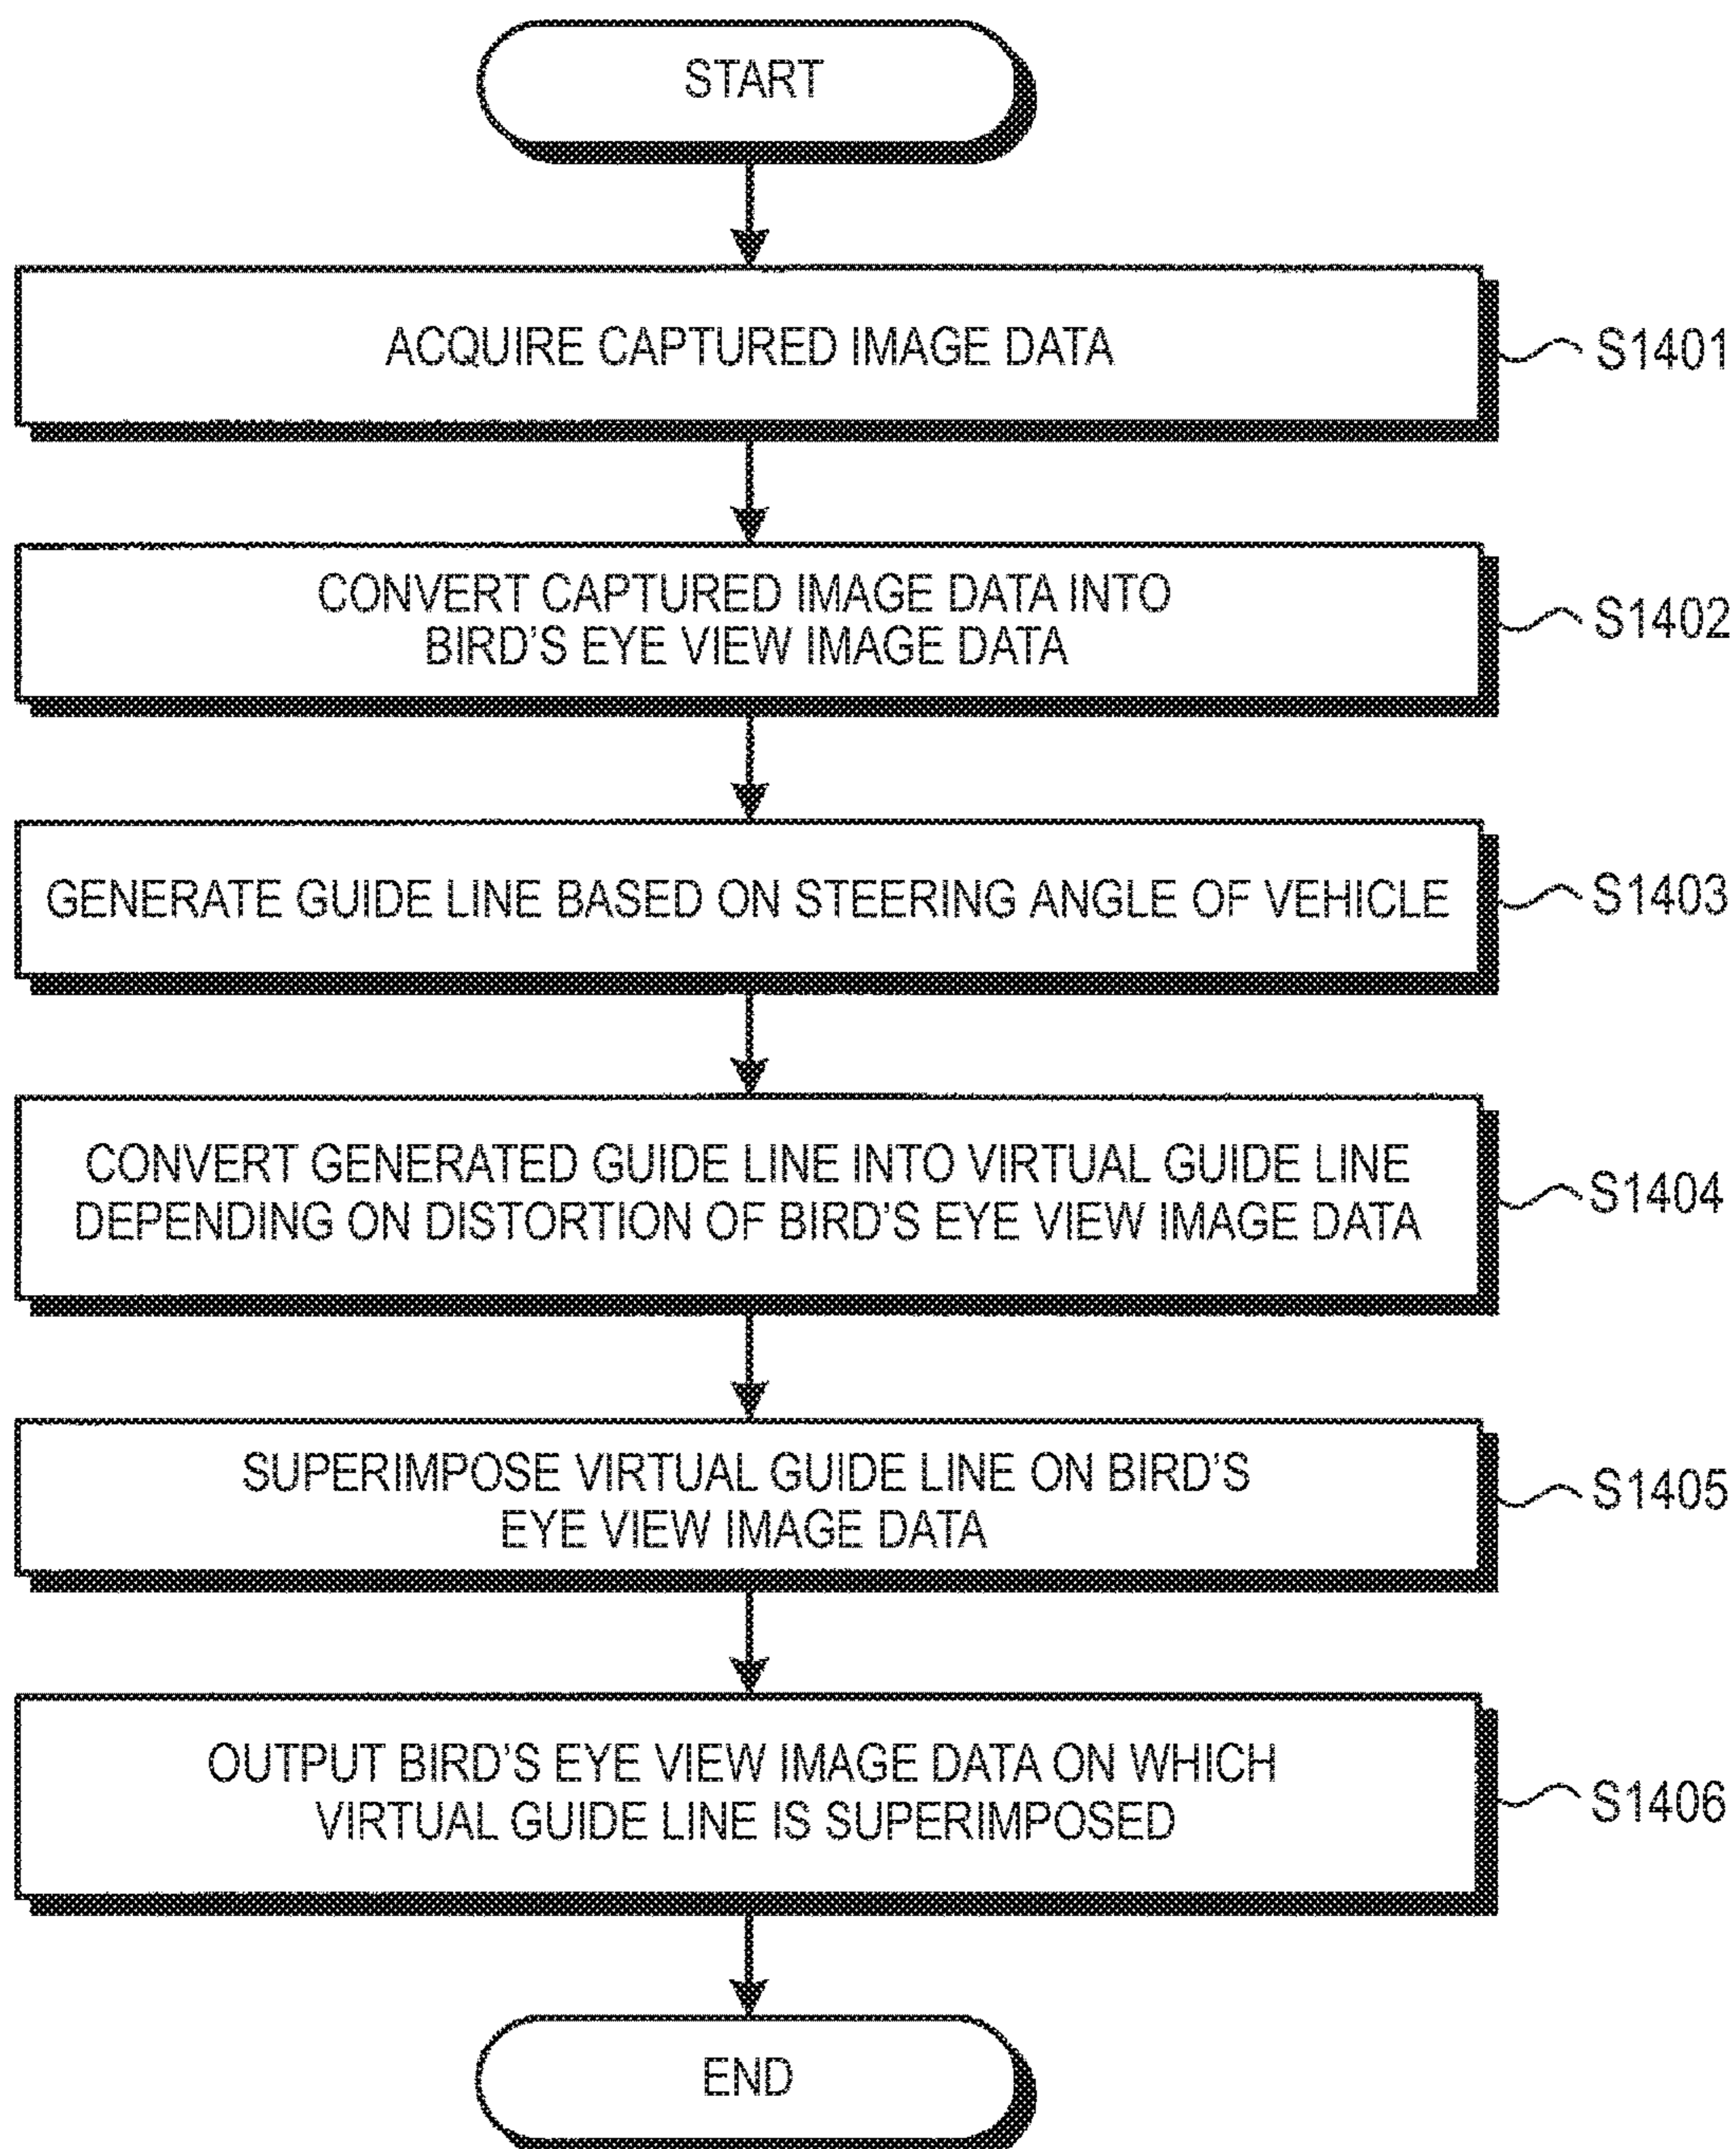 START
ACQUIRE CAPTURED IMAGE DATA
S1401
CONVERT CAPTURED IMAGE DATA INTO
BIRD'S EYE VIEW IMAGE DATA
S1402
GENERATE GUIDE LINE BASED ON STEERING ANGLE OF VEHICLE
S1403
CONVERT GENERATED GUIDE LINE INTO VIRTUAL GUIDE LINE
DEPENDING ON DISTORTION OF BIRD'S EYE VIEW IMAGE DATA
S1404
SUPERIMPOSE VIRTUAL GUIDE LINE ON BIRD'S
EYE VIEW IMAGE DATA
S1405
OUTPUT BIRD'S EYE VIEW IMAGE DATA ON WHICH
VIRTUAL GUIDE LINE IS SUPERIMPOSED
S1406
END